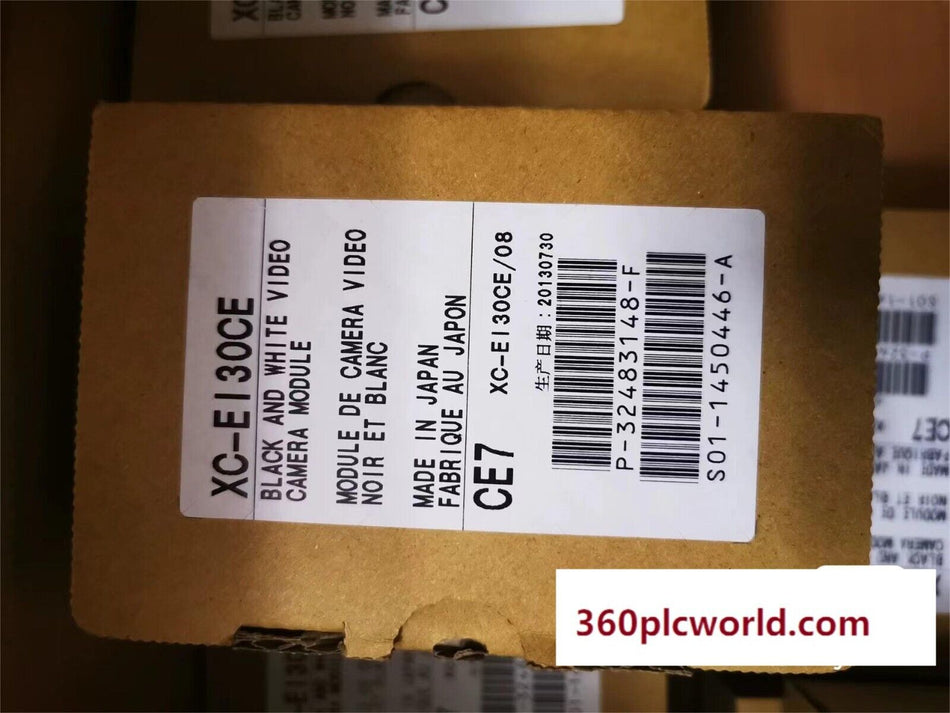 XC-EI30CE
BLACK AND WHITE VIDEO
CAMERA MODULE
MODULE DE CAMERA VIDEO
NOIR ET BLANC
MADE IN JAPAN
FABRIQUE AU JAPON
CE7
XC-EI30CE/08
生产日期：20130730
P-32483148-F
S01-1450446-A
360plcworld.com